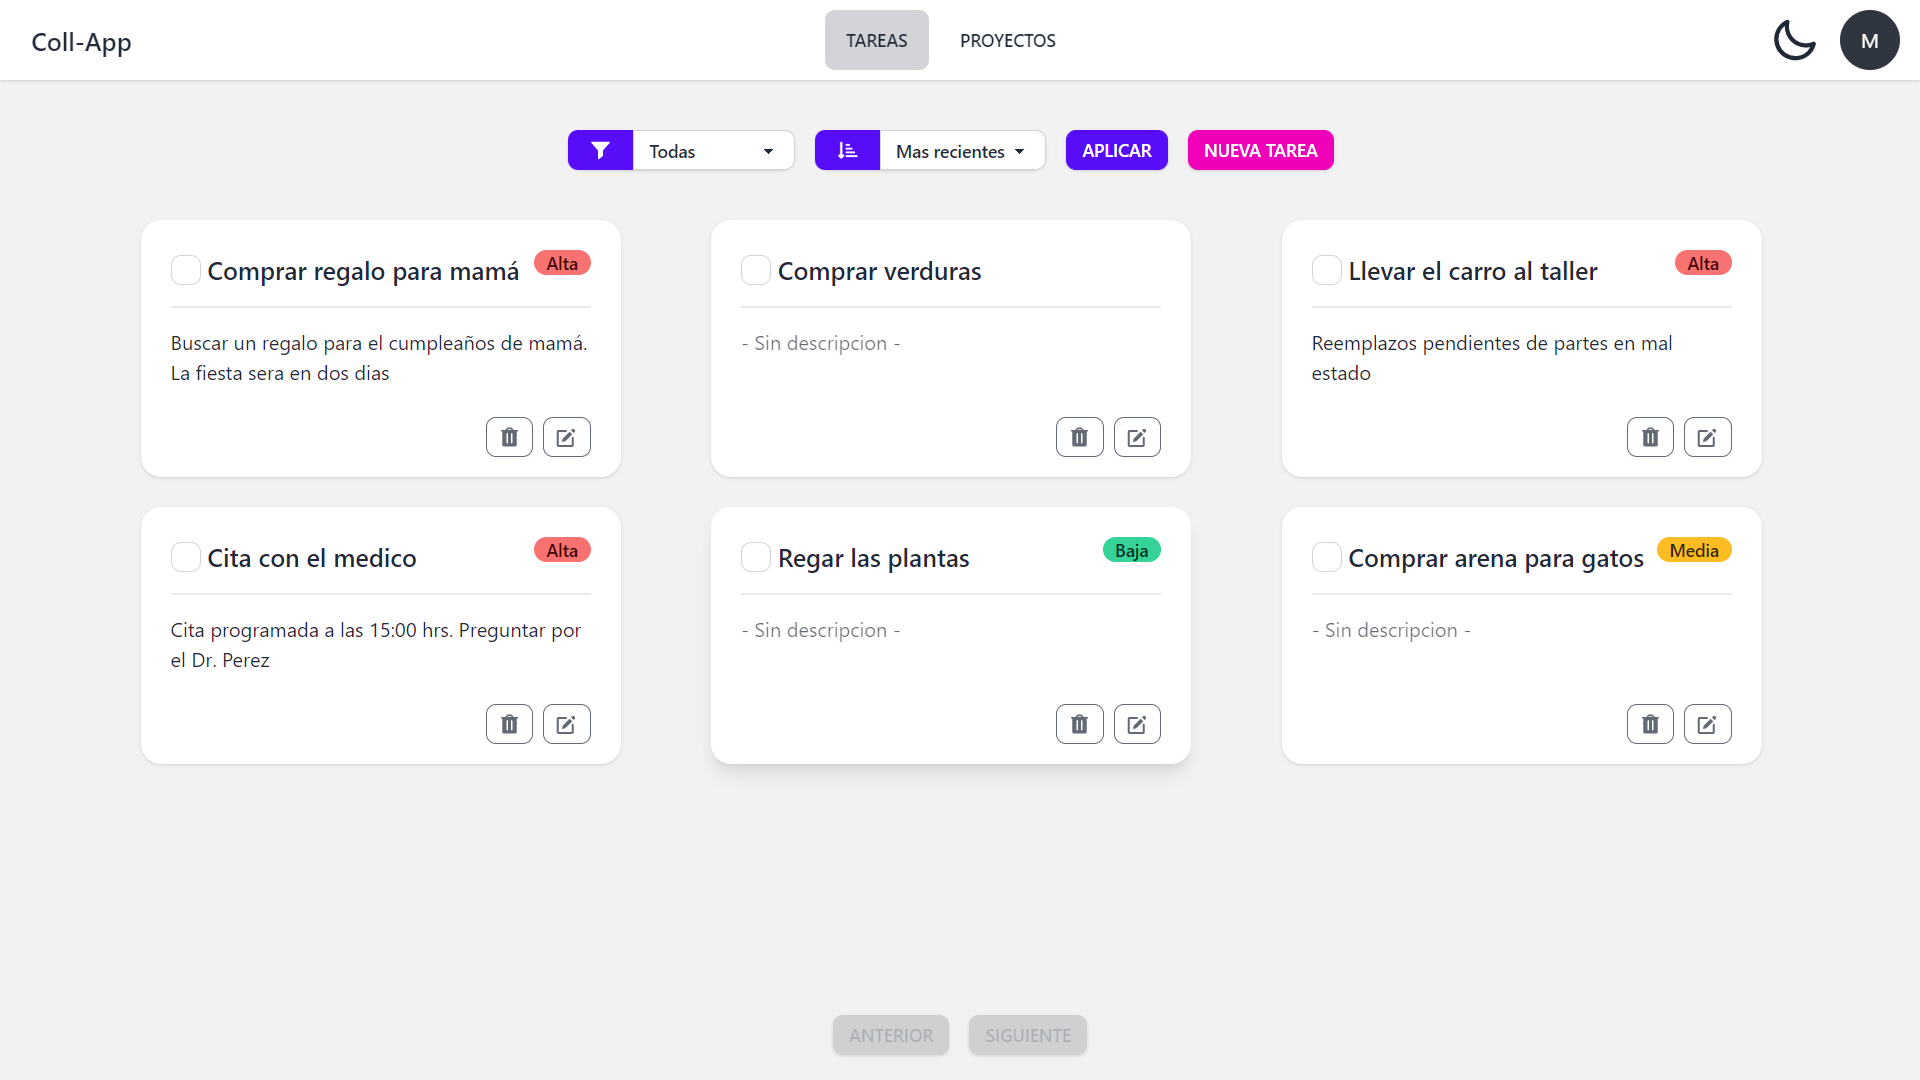 Coll-App
TAREAS
PROYECTOS
M
Todas
Mas recientes
APLICAR
NUEVA TAREA
Comprar regalo para mamá
Alta
Buscar un regalo para el cumpleaños de mamá.
La fiesta sera en dos dias
Comprar verduras
- Sin descripcion -
Llevar el carro al taller
Alta
Reemplazos pendientes de partes en mal
estado
Cita con el medico
Alta
Cita programada a las 15:00 hrs. Preguntar por
el Dr. Perez
Regar las plantas
Baja
- Sin descripcion -
Comprar arena para gatos
Media
- Sin descripcion -
ANTERIOR
SIGUIENTE